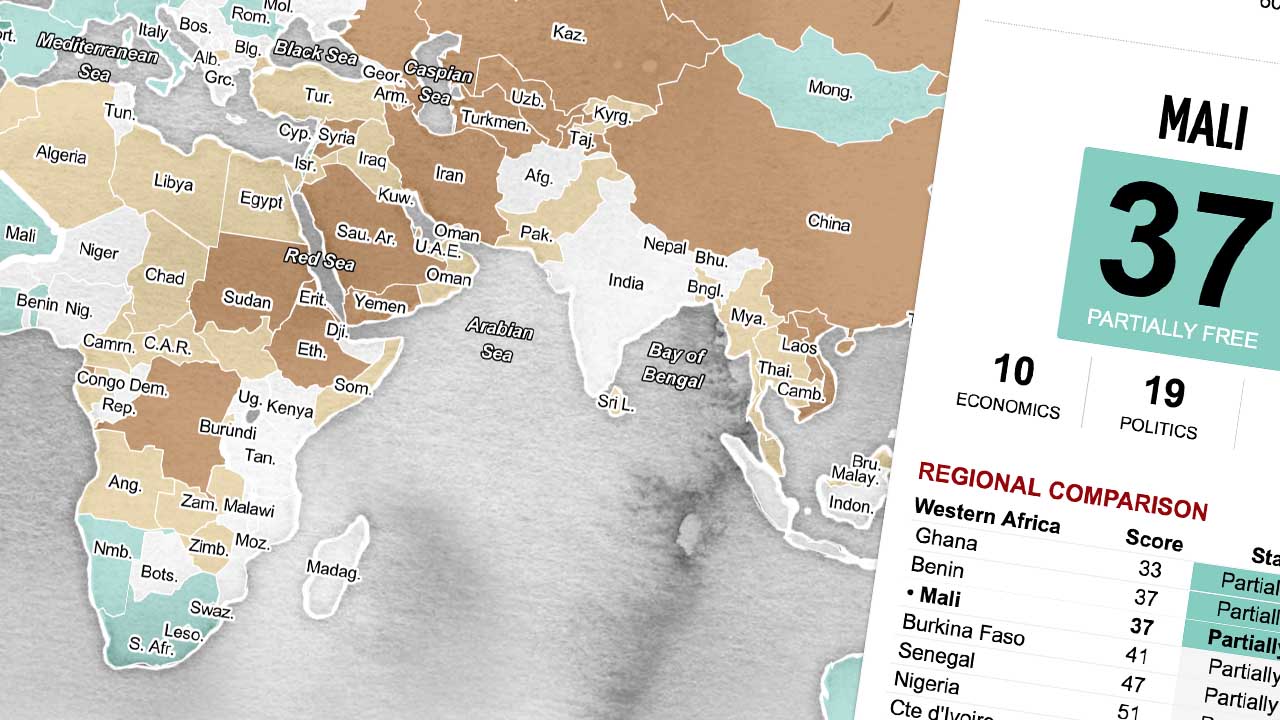 Mol.
Rom.
Bos.
Italy
Blg.
Alb.
Grc.
Mediterranean
Sea
Black Sea
Geor.
Caspian
Sea
Kaz.
Mong.
Tur.
Arm.
Uzb.
Turkmen.
Kyrg.
Taj.
Tun.
Cyp.
Syria
Isr.
Iraq
Iran
Afg.
Algeria
Libya
Egypt
Kuw.
China
Mali
Niger
Chad
Sau. Ar.
Oman
U.A.E.
Oman
Pak.
Nepal
Bhu.
Red Sea
India
Bngl.
Benin
Nig.
Sudan
Erit.
Yemen
Mya.
Dji.
Arabian
Sea
Bay of
Bengal
Laos
Camrn.
C.A.R.
Eth.
Thai.
Camb.
Congo
Dem.
Rep.
Ug.
Kenya
Som.
Sri L.
Burundi
Tan.
Bru.
Malay.
Indon.
Ang.
Zam.
Malawi
Zimb.
Moz.
Nmb.
Bots.
Madag.
Swaz.
Leso.
S. Afr.
MALI
37
PARTIALLY FREE
10
ECONOMICS
19
POLITICS
REGIONAL COMPARISON
Western Africa Score Sta
Ghana 33 Partial
Benin 37 Partiall
• Mali 37 Partially
Burkina Faso 41 Partially
Senegal 47 Partially
Nigeria 51
Cte d'Ivoire